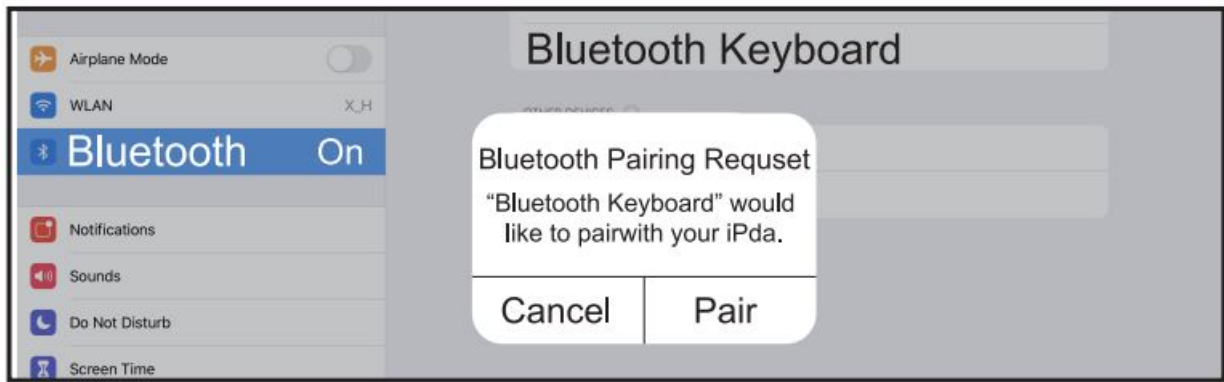 Airplane Mode
WLAN X_H
Bluetooth On
Notifications
Sounds
Do Not Disturb
Screen Time
Bluetooth Keyboard
Bluetooth Pairing Requset
“Bluetooth Keyboard” would
like to pairwith your iPda.
Cancel Pair